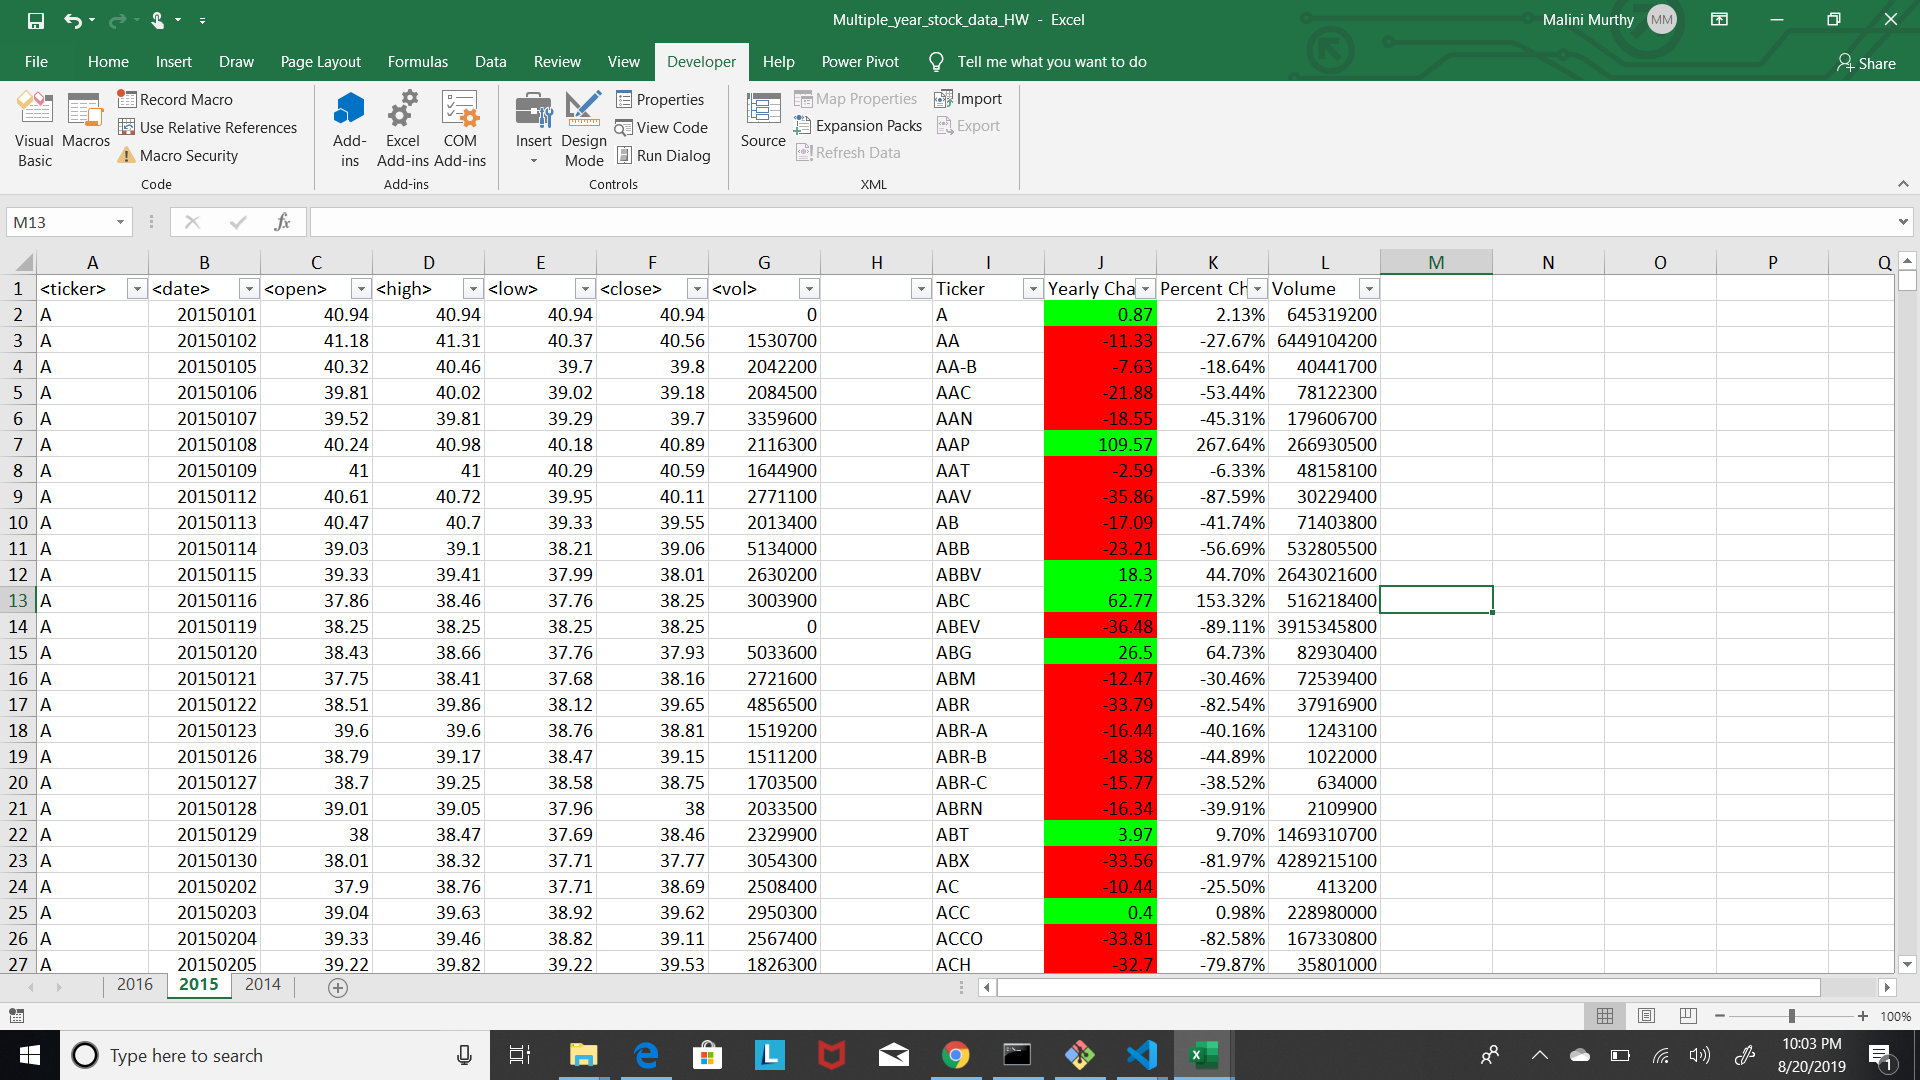 Multiple_year_stock_data_HW - Excel
Malini Murthy MM
File Home Insert Draw Page Layout Formulas Data Review View Developer Help Power Pivot Tell me what you want to do Share
Visual Basic
Macros
Record Macro
Use Relative References
Macro Security
Code
Add-ins
Excel Add-ins
COM Add-ins
Add-ins
Insert
Design Mode
Properties
View Code
Run Dialog
Controls
Source
Map Properties
Expansion Packs
Refresh Data
Import
Export
XML
M13 fx
A B C D E F G H I J K L M N O P Q
1 <ticker> <date> <open> <high> <low> <close> <vol> Ticker Yearly Cha Percent Ch Volume
2 A 20150101 40.94 40.94 40.94 40.94 0 A 0.87 2.13% 645319200
3 A 20150102 41.18 41.31 40.37 40.56 1530700 AA -11.33 -27.67% 6449104200
4 A 20150105 40.32 40.46 39.7 39.8 2042200 AA-B -7.63 -18.64% 40441700
5 A 20150106 39.81 40.02 39.02 39.18 2084500 AAC -21.88 -53.44% 78122300
6 A 20150107 39.52 39.81 39.29 39.7 3359600 AAN -18.55 -45.31% 179606700
7 A 20150108 40.24 40.98 40.18 40.89 2116300 AAP 109.57 267.64% 266930500
8 A 20150109 41 41 40.29 40.59 1644900 AAT -2.59 -6.33% 48158100
9 A 20150112 40.61 40.72 39.95 40.11 2771100 AAV -35.86 -87.59% 30229400
10 A 20150113 40.47 40.7 39.33 39.55 2013400 AB -17.09 -41.74% 71403800
11 A 20150114 39.03 39.1 38.21 39.06 5134000 ABB -23.21 -56.69% 532805500
12 A 20150115 39.33 39.41 37.99 38.01 2630200 ABBV 18.3 44.70% 2643021600
13 A 20150116 37.86 38.46 37.76 38.25 3003900 ABC 62.77 153.32% 516218400
14 A 20150119 38.25 38.25 38.25 38.25 0 ABEV -36.48 -89.11% 3915345800
15 A 20150120 38.43 38.66 37.76 37.93 5033600 ABG 26.5 64.73% 82930400
16 A 20150121 37.75 38.41 37.68 38.16 2721600 ABM -12.47 -30.46% 72539400
17 A 20150122 38.51 39.86 38.12 39.65 4856500 ABR -33.79 -82.54% 37916900
18 A 20150123 39.6 39.6 38.76 38.81 1519200 ABR-A -16.44 -40.16% 1243100
19 A 20150126 38.79 39.17 38.47 39.15 1511200 ABR-B -18.38 -44.89% 1022000
20 A 20150127 38.7 39.25 38.58 38.75 1703500 ABR-C -15.77 -38.52% 634000
21 A 20150128 39.01 39.05 37.96 38 2033500 ABRN -16.34 -39.91% 2109900
22 A 20150129 38 38.47 37.69 38.46 2329900 ABT 3.97 9.70% 1469310700
23 A 20150130 38.01 38.32 37.71 37.77 3054300 ABX -33.56 -81.97% 4289215100
24 A 20150202 37.9 38.76 37.71 38.69 2508400 AC -10.44 -25.50% 413200
25 A 20150203 39.04 39.63 38.92 39.62 2950300 ACC 0.4 0.98% 228980000
26 A 20150204 39.33 39.46 38.82 39.11 2567400 ACCO -33.81 -82.58% 167330800
27 A 20150205 39.22 39.82 39.22 39.53 1826300 ACH -32.7 -79.87% 35801000
2016 2015 2014
100%
Type here to search
10:03 PM
8/20/2019
1